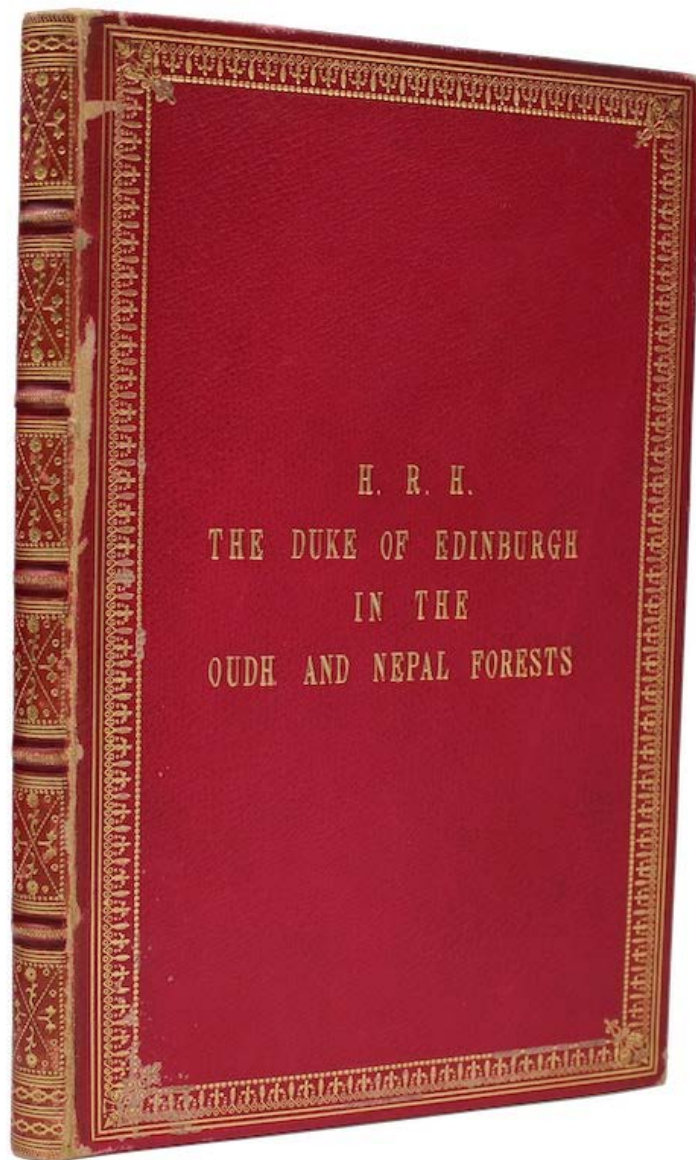 H. R. H.
THE DUKE OF EDINBURGH
IN THE
OUDH AND NEPAL FORESTS